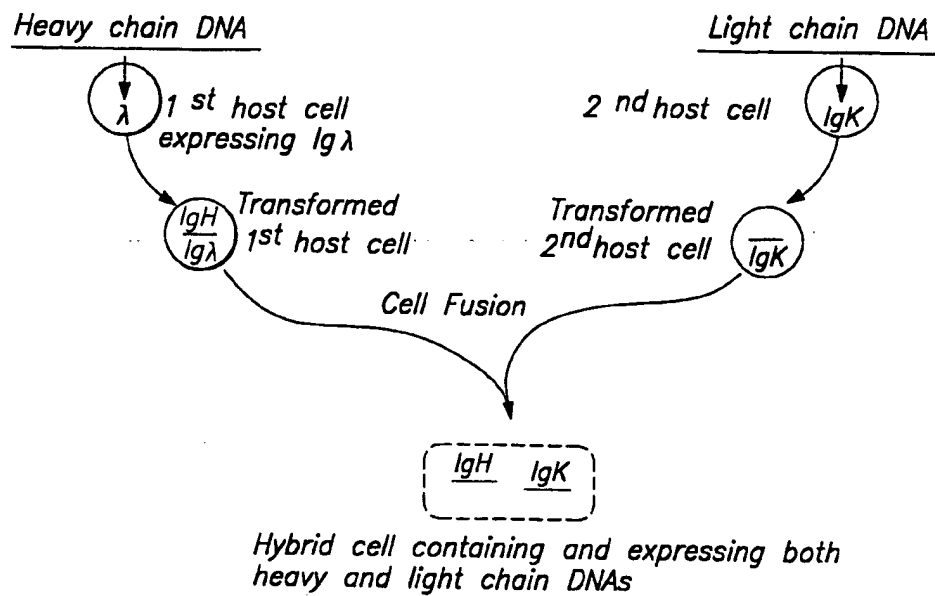 Heavy chain DNA
Light chain DNA
λ
1 st host cell
expressing Ig λ
2 nd host cell
IgK
IgH
Igλ
Transformed
1st host cell
Transformed
2nd host cell
IgK
Cell Fusion
IgH IgK
Hybrid cell containing and expressing both
heavy and light chain DNAs